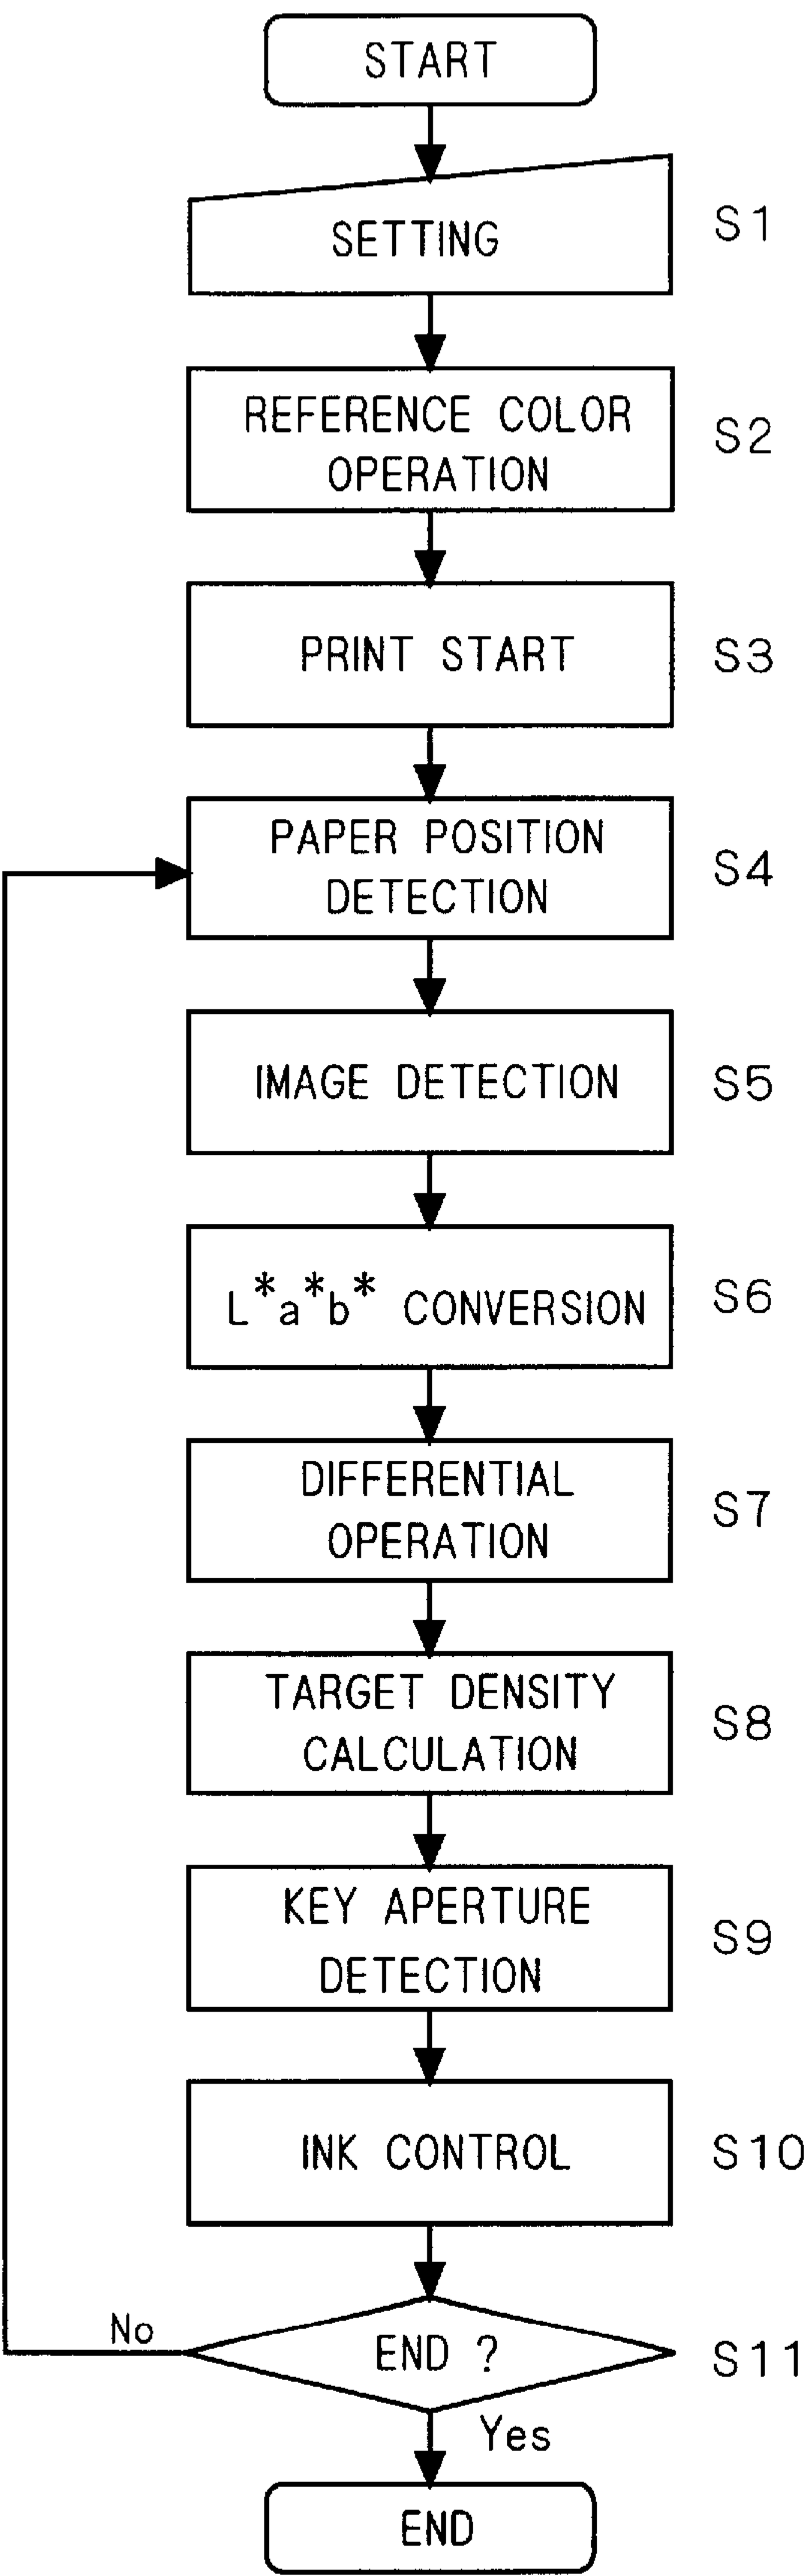 START
SETTING S1
REFERENCE COLOR
OPERATION
S2
PRINT START S3
PAPER POSITION
DETECTION
S4
IMAGE DETECTION S5
L*a*b* CONVERSION S6
DIFFERENTIAL
OPERATION
S7
TARGET DENSITY
CALCULATION
S8
KEY APERTURE
DETECTION
S9
INK CONTROL S10
No
END ? S11
Yes
END